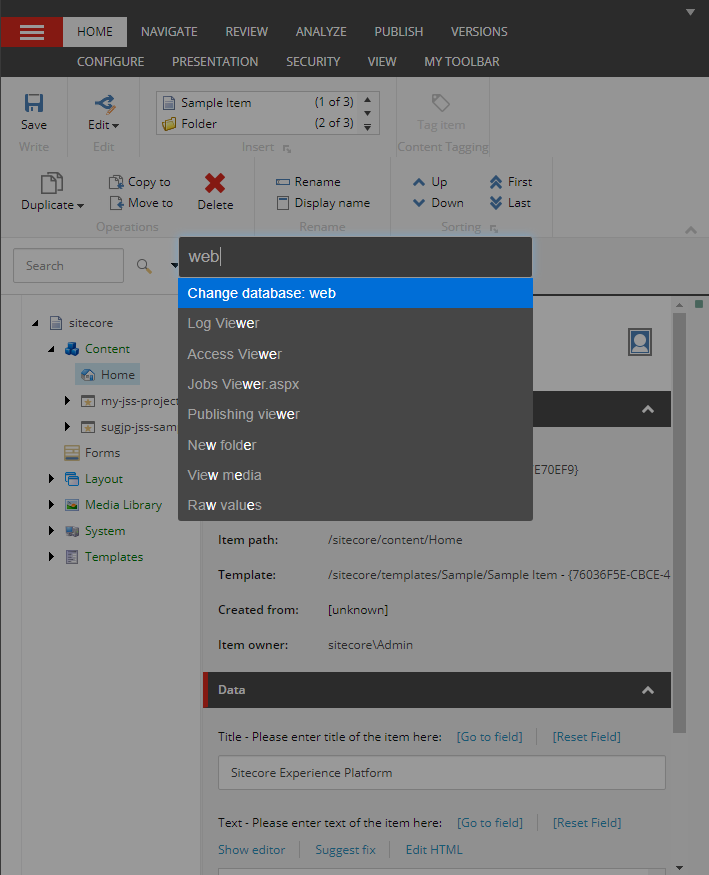 HOME NAVIGATE REVIEW ANALYZE PUBLISH VERSIONS
CONFIGURE PRESENTATION SECURITY VIEW MY TOOLBAR
Save
Write
Edit
Edit
Sample Item (1 of 3)
Folder (2 of 3)
Insert
Tag item
Content Tagging
Duplicate
Copy to
Move to
Delete
Operations
Rename
Display name
Rename
Up
Down
First
Last
Sorting
Search
web
Change database: web
Log Viewer
Access Viewer
Jobs Viewer.aspx
Publishing viewer
New folder
View media
Raw values
sitecore
Content
Home
my-jss-project
sugjp-jss-sam
Forms
Layout
Media Library
System
Templates
E70EF9}
Item path: /sitecore/content/Home
Template: /sitecore/templates/Sample/Sample Item - {76036F5E-CBCE-4
Created from: [unknown]
Item owner: sitecore\Admin
Data
Title - Please enter title of the item here: [Go to field] [Reset Field]
Sitecore Experience Platform
Text - Please enter text of the item here: [Go to field] [Reset Field]
Show editor Suggest fix Edit HTML